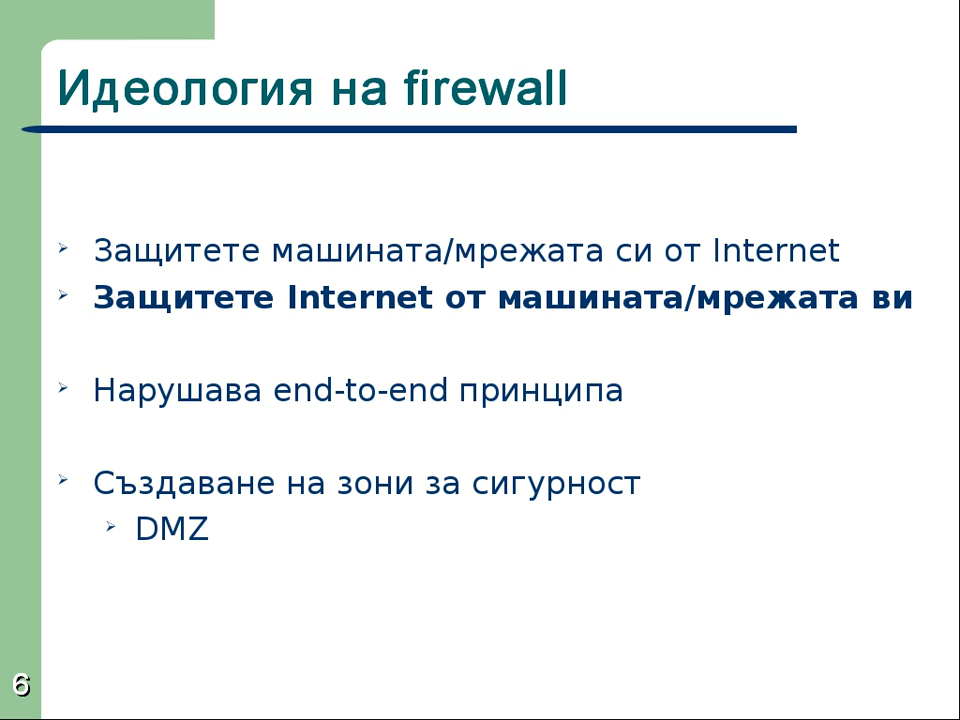 Идеология на firewall
Защитете машината/мрежата си от Internet
Защитете Internet от машината/мрежата ви
Нарушава end-to-end принципа
Създаване на зони за сигурност
DMZ
6